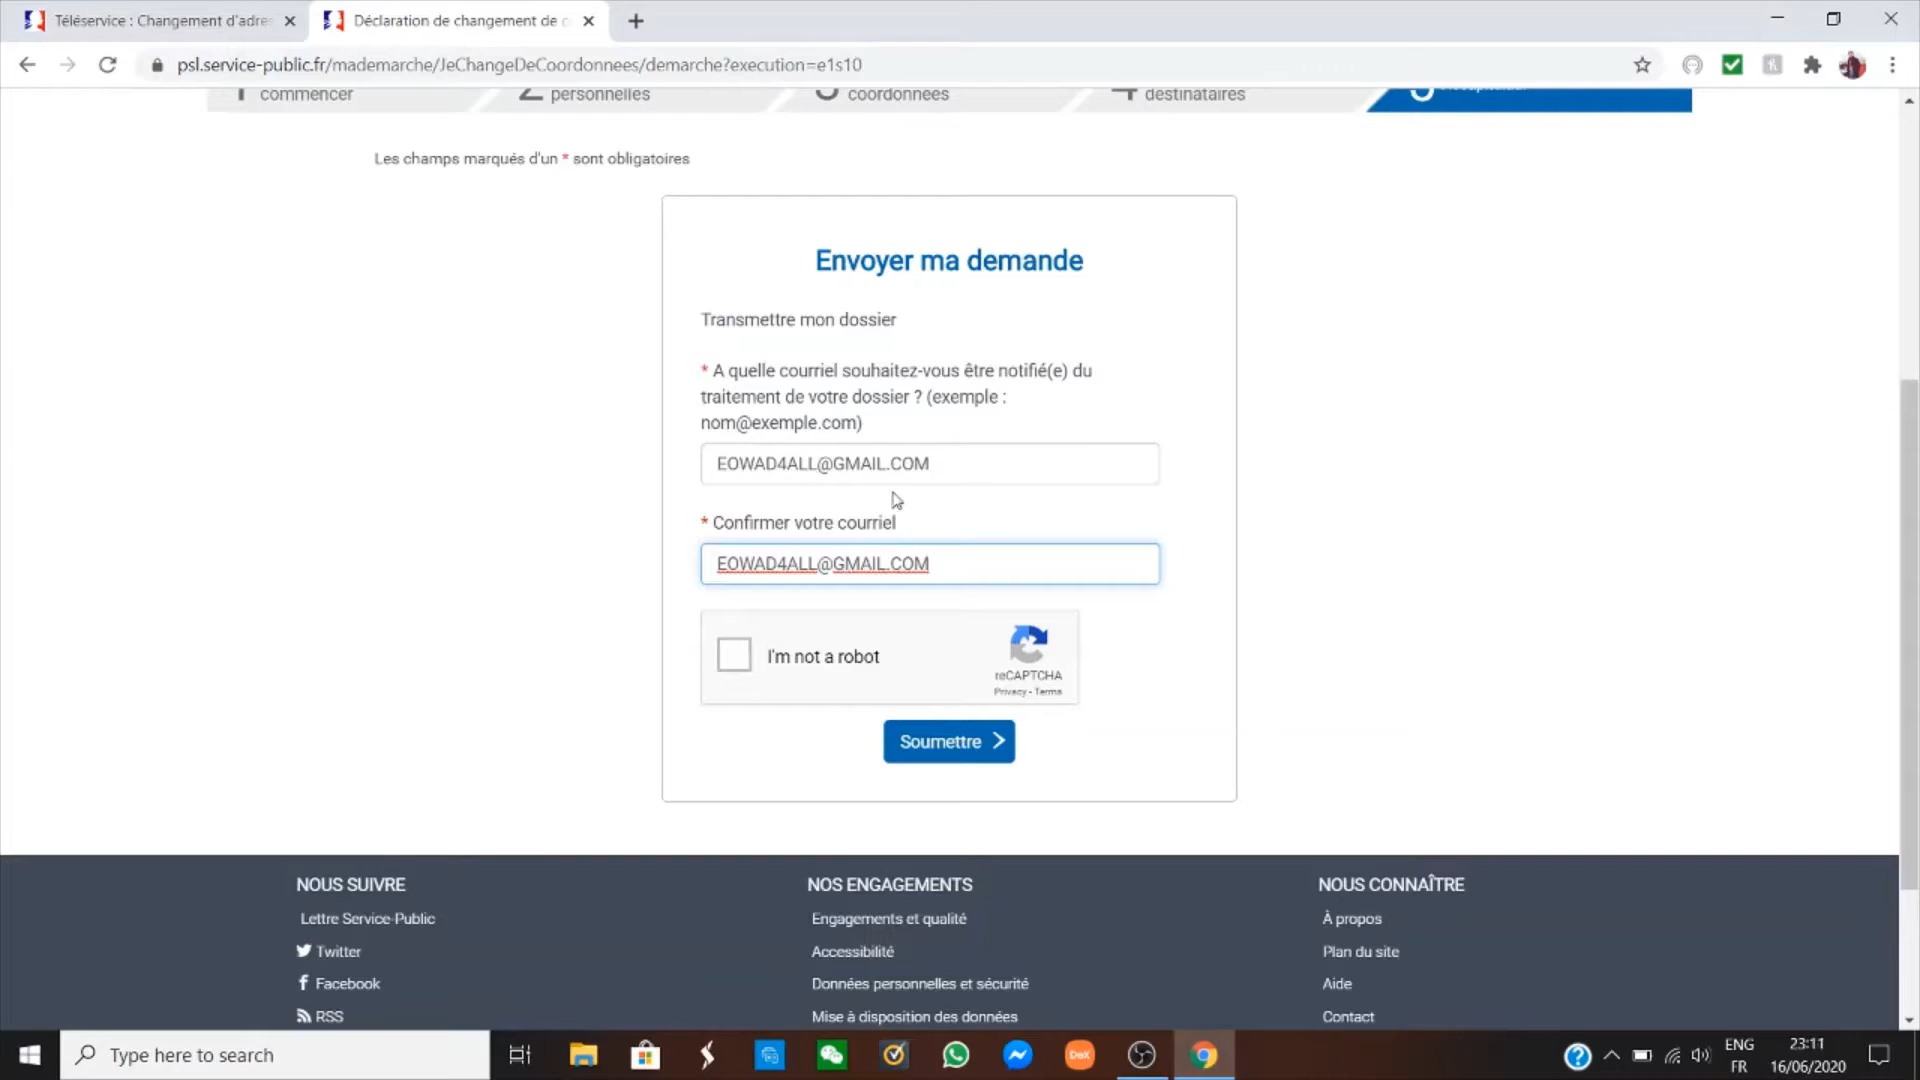 Téléservice : Changement d'adre
Déclaration de changement de c
psl.service-public.fr/mademarche/JeChangeDeCoordonnees/demarche?execution=e1s10
commencer
2 personnelles
coordonnées
4 destinataires
5
Les champs marqués d'un * sont obligatoires
Envoyer ma demande
Transmettre mon dossier
* A quelle courriel souhaitez-vous être notifié(e) du
traitement de votre dossier ? (exemple :
nom@exemple.com)
EOWAD4ALL@GMAIL.COM
* Confirmer votre courriel
EOWAD4ALL@GMAIL.COM
I'm not a robot
reCAPTCHA
Privacy - Terms
Soumettre
NOUS SUIVRE
NOS ENGAGEMENTS
NOUS CONNAÎTRE
Lettre Service-Public
Engagements et qualité
À propos
Twitter
Accessibilité
Plan du site
Facebook
Données personnelles et sécurité
Aide
RSS
Mise à disposition des données
Contact
Type here to search
DeX
ENG
FR
23:11
16/06/2020